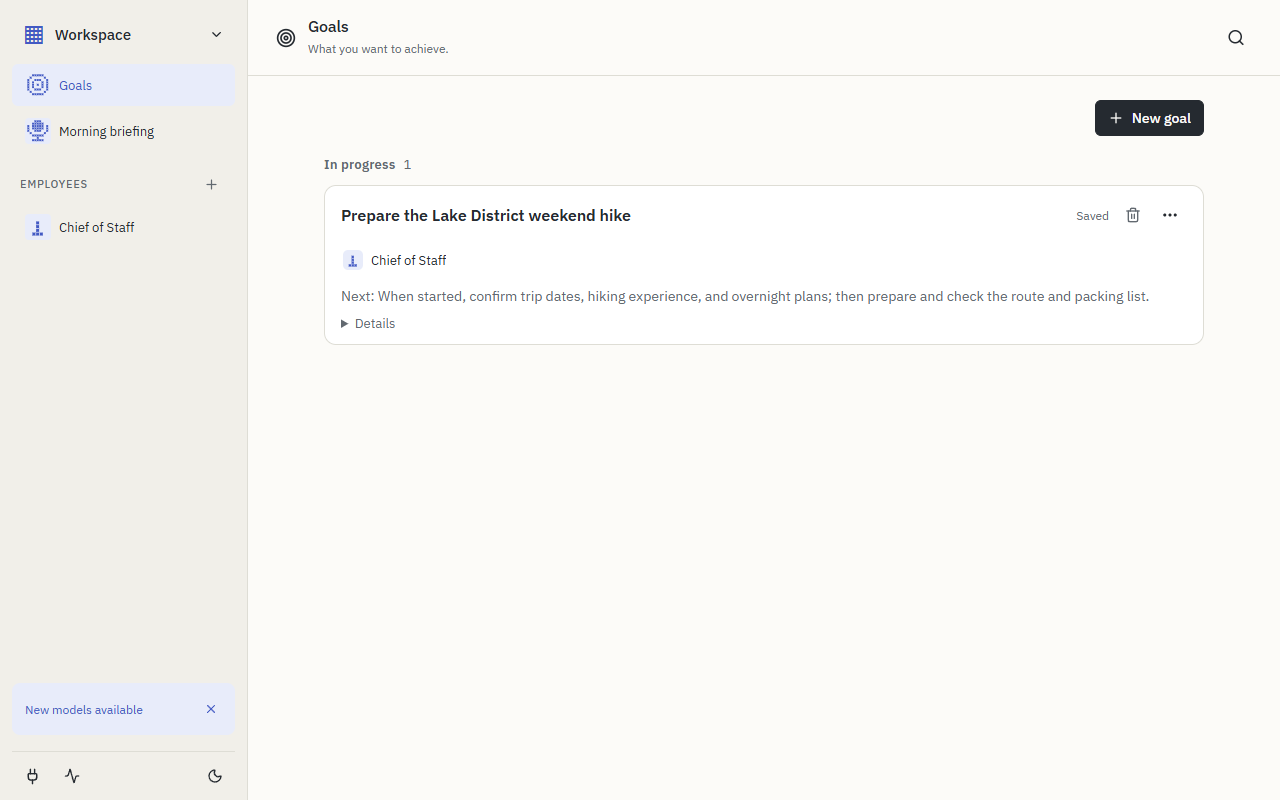 Workspace
Goals
Morning briefing
EMPLOYEES
Chief of Staff
New models available
Goals
What you want to achieve.
New goal
In progress 1
Prepare the Lake District weekend hike
Saved
Chief of Staff
Next: When started, confirm trip dates, hiking experience, and overnight plans; then prepare and check the route and packing list.
Details